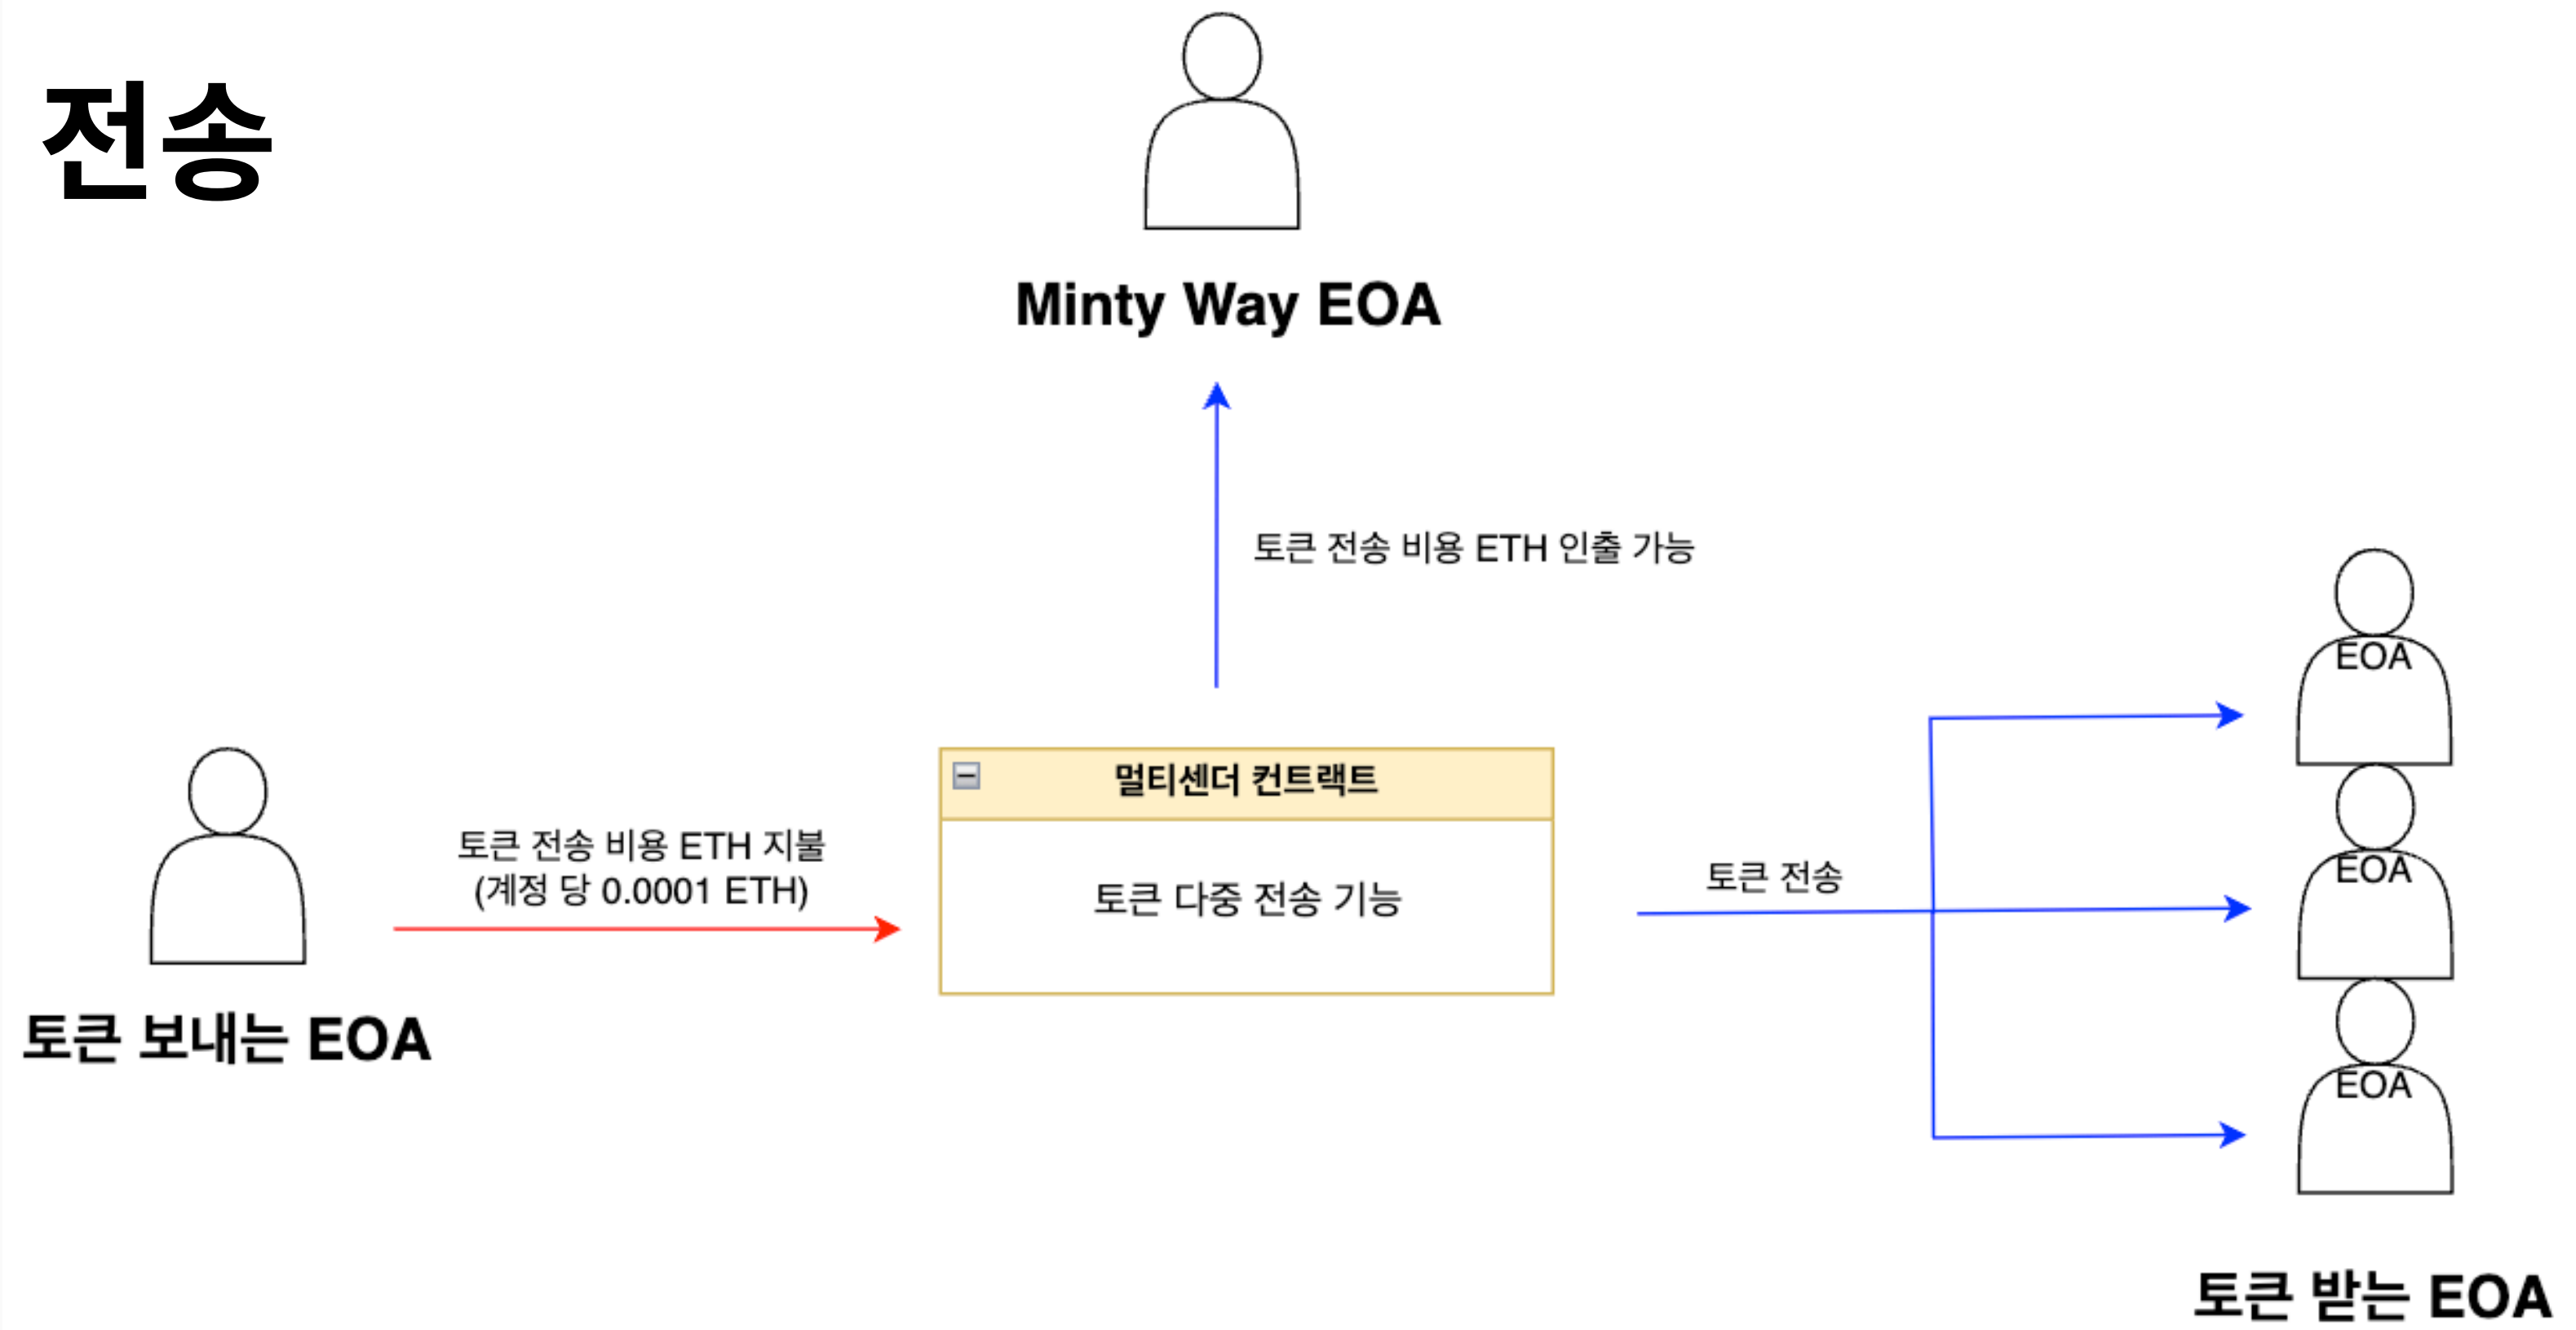 전송
Minty Way EOA
토큰 전송 비용 ETH 인출 가능
EOA
멀티센더 컨트랙트
토큰 전송 비용 ETH 지불
(계정 당 0.0001 ETH)
토큰 다중 전송 기능
토큰 전송
EOA
토큰 보내는 EOA
EOA
토큰 받는 EOA